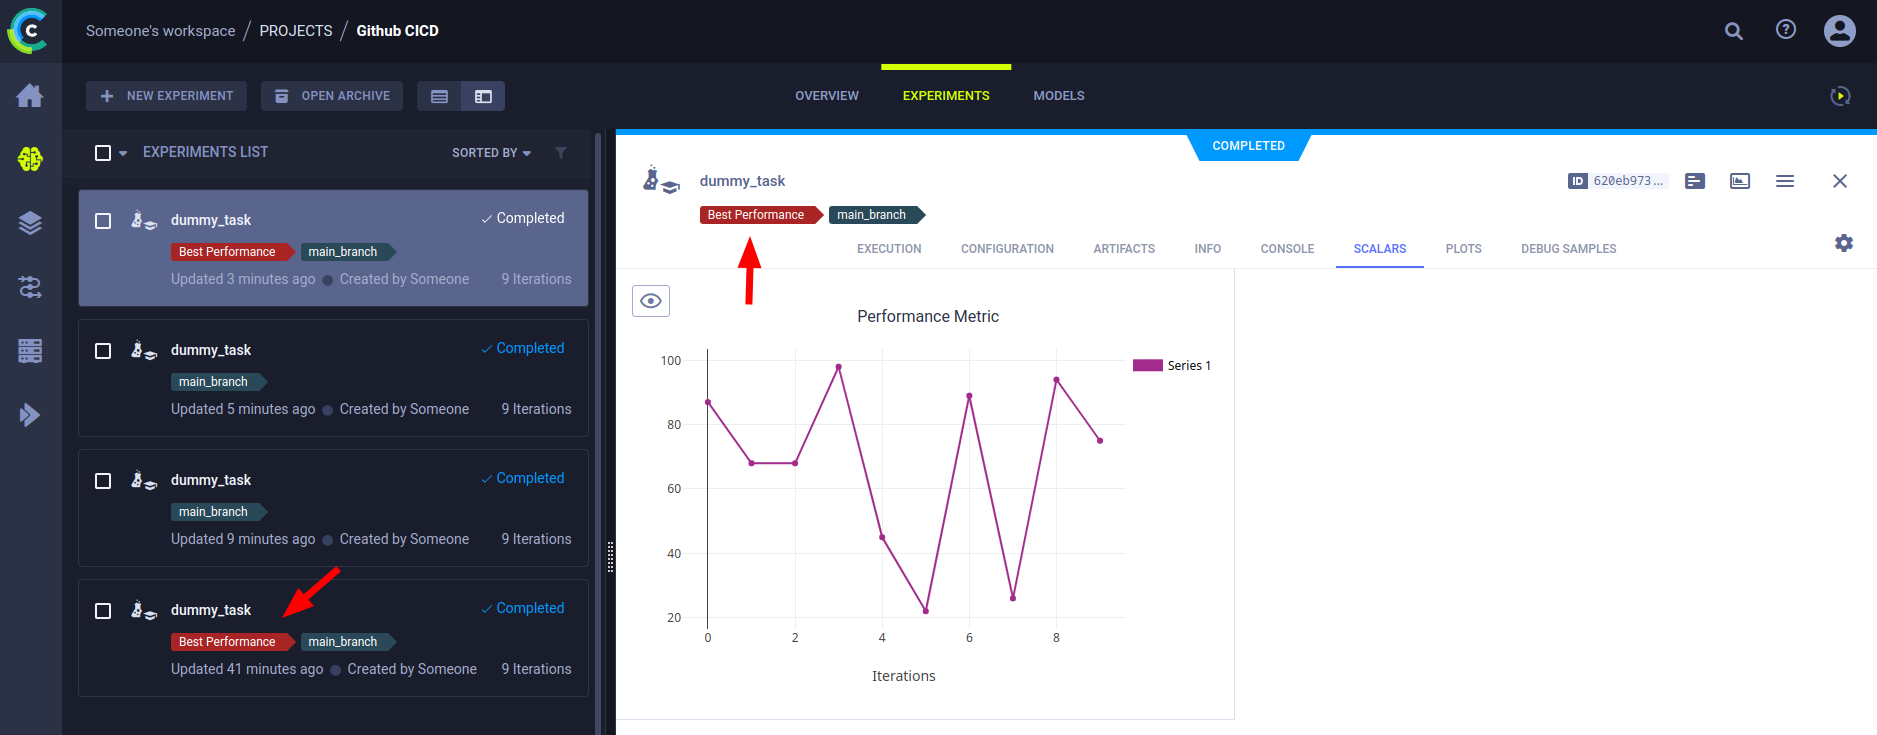 Someone's workspace / PROJECTS / Github CICD
NEW EXPERIMENT
OPEN ARCHIVE
OVERVIEW
EXPERIMENTS
MODELS
EXPERIMENTS LIST
SORTED BY
dummy_task
Completed
Best Performance
main_branch
Updated 3 minutes ago
Created by Someone
9 Iterations
dummy_task
Completed
main_branch
Updated 5 minutes ago
Created by Someone
9 Iterations
dummy_task
Completed
main_branch
Updated 9 minutes ago
Created by Someone
9 Iterations
dummy_task
Completed
Best Performance
main_branch
Updated 41 minutes ago
Created by Someone
9 Iterations
COMPLETED
dummy_task
ID 620eb973...
Best Performance
main_branch
EXECUTION
CONFIGURATION
ARTIFACTS
INFO
CONSOLE
SCALARS
PLOTS
DEBUG SAMPLES
Performance Metric
100
80
60
40
20
0
2
4
6
8
Iterations
Series 1